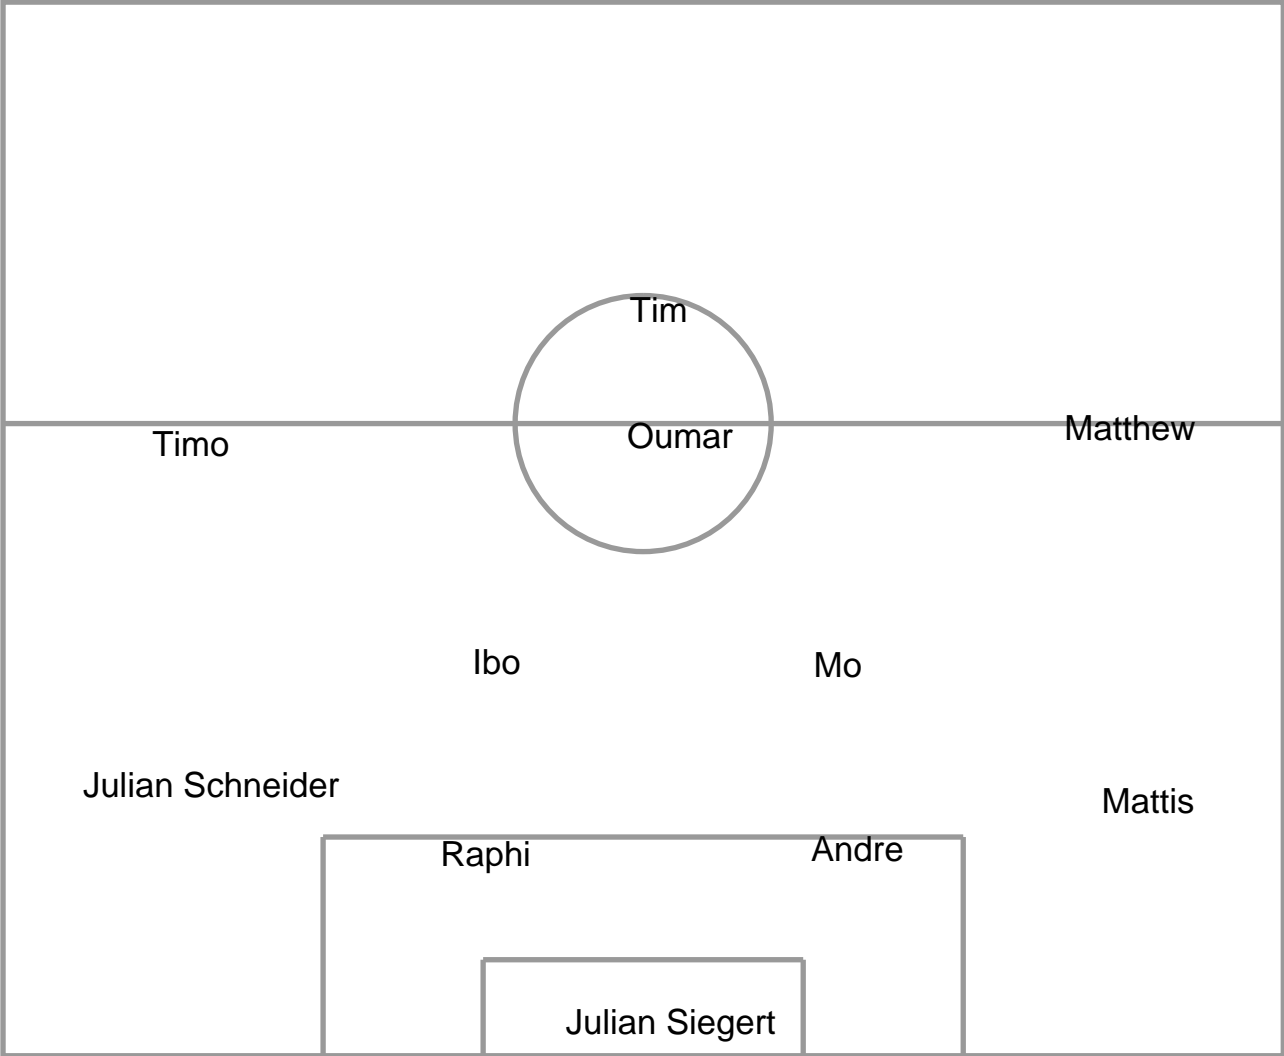 Tim
Timo
Oumar
Matthew
Ibo
Mo
Julian Schneider
Mattis
Raphi
Andre
Julian Siegert